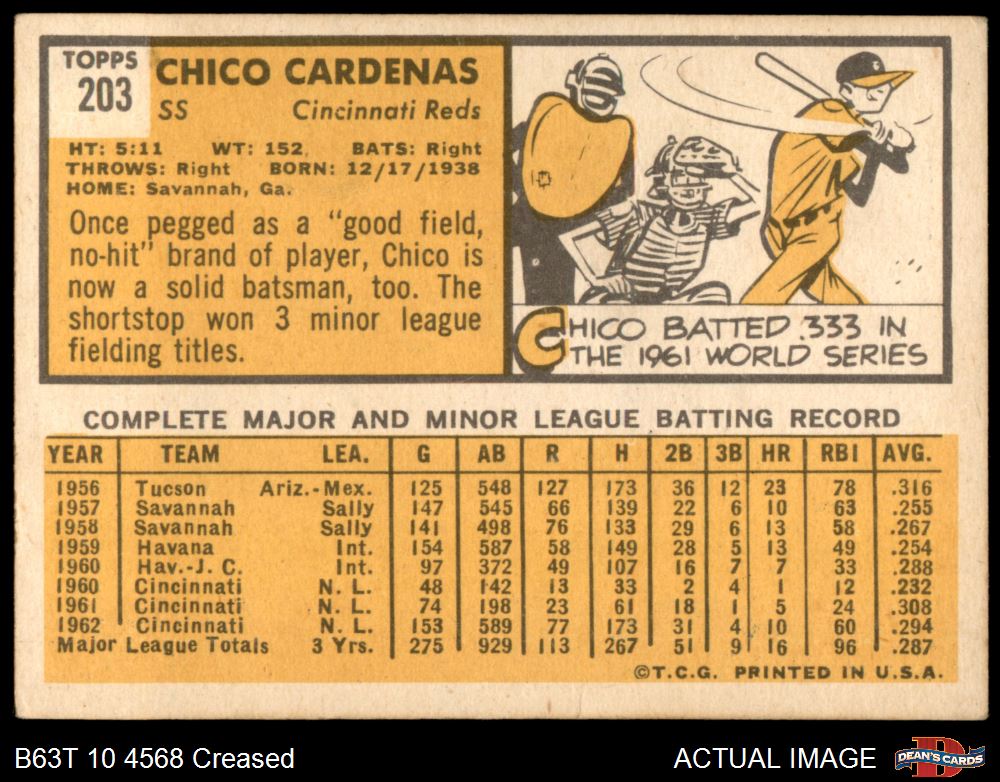 TOPPS
203
CHICO CARDENAS
SS Cincinnati Reds
HT: 5:11 WT: 152. BATS: Right
THROWS: Right BORN: 12/17/1938
HOME: Savannah, Ga.
Once pegged as a "good field,
no-hit" brand of player, Chico is
now a solid batsman, too. The
shortstop won 3 minor league
fielding titles.
CHICO BATTED .333 IN
THE 1961 WORLD SERIES
COMPLETE MAJOR AND MINOR LEAGUE BATTING RECORD
YEAR TEAM LEA. G AB R H 2B 3B HR RBI AVG.
1956 Tucson Ariz.-Mex. 125 548 127 173 36 12 23 78 .316
1957 Savannah Sally 147 545 66 139 22 6 10 63 .255
1958 Savannah Sally 141 498 76 133 29 6 13 58 .267
1959 Havana Int. 154 587 58 149 28 5 13 49 .254
1960 Hav.-J. C. Int. 97 372 49 107 16 7 7 33 .288
1960 Cincinnati N. L. 48 142 13 33 2 4 1 12 .232
1961 Cincinnati N. L. 74 198 23 61 18 1 5 24 .308
1962 Cincinnati N. L. 153 589 77 173 31 4 10 60 .294
Major League Totals 3 Yrs. 275 929 113 267 51 9 16 96 .287
©T.C.G. PRINTED IN U.S.A.
B63T 10 4568 Creased
ACTUAL IMAGE
D
DEAN'S CARDS